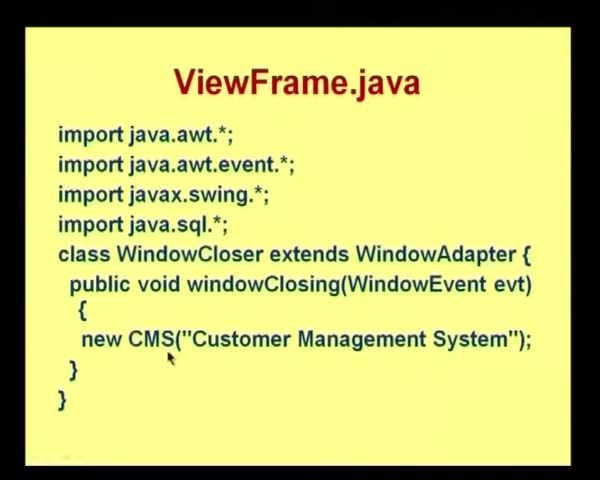 ViewFrame.java
import java.awt.*;
import java.awt.event.*;
import javax.swing.*;
import java.sql.*;
class WindowCloser extends WindowAdapter {
public void windowClosing(WindowEvent evt)
{
new CMS("Customer Management System");
}
}